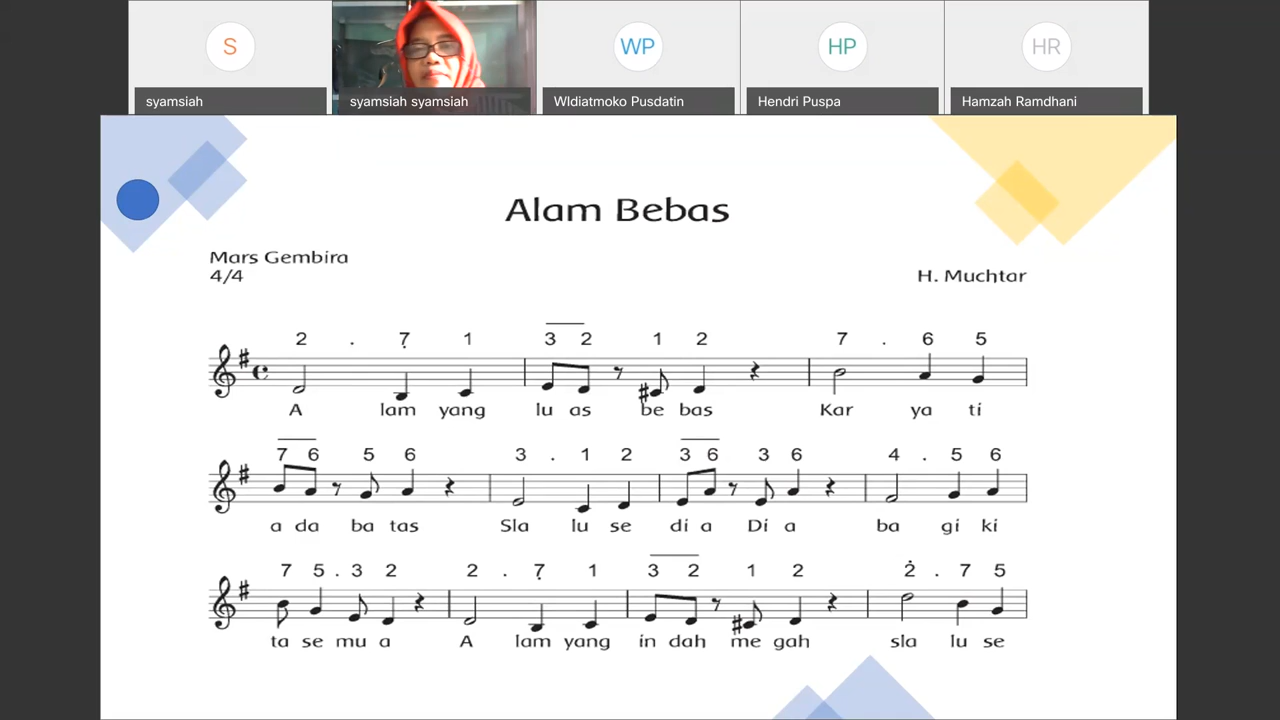 S
WP
HP
HR
syamsiah
syamsiah syamsiah
WIdiatmoko Pusdatin
Hendri Puspa
Hamzah Ramdhani
Alam Bebas
Mars Gembira
4/4
H. Muchtar
2 . 7̣ 1 3 2 1 2 7 . 6 5
A lam yang lu as be bas Kar ya ti
7 6 5 6 3 . 1 2 3 6 3 6 4 . 5 6
a da ba tas Sla lu se di a Di a ba gi ki
7 5 . 3 2 2 . 7̣ 1 3 2 1 2 2̇ . 7 5
ta se mu a A lam yang in dah me gah sla lu se